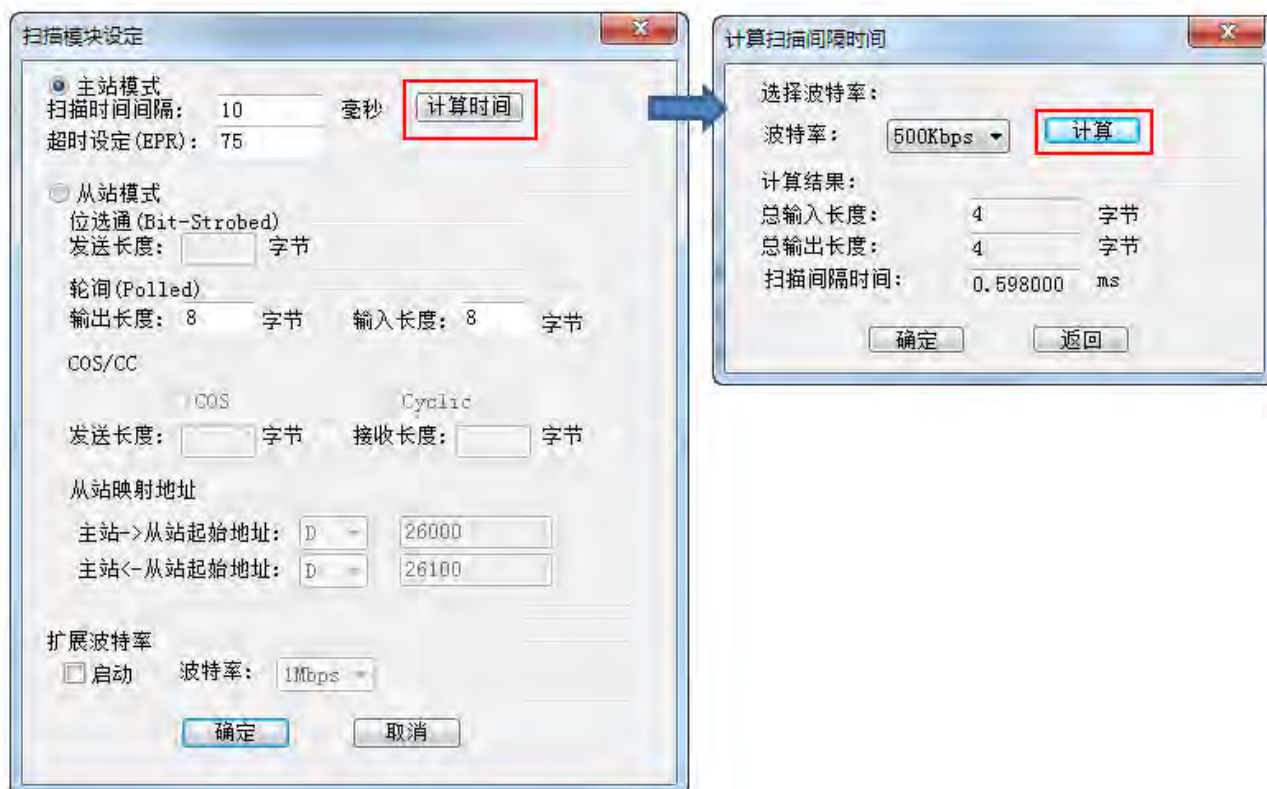 扫描模块设定
主站模式
扫描时间间隔: 10 毫秒 计算时间
超时设定(EPR): 75
从站模式
位选通(Bit-Strobed)
发送长度: 字节
轮询(Polled)
输出长度: 8 字节 输入长度: 8 字节
COS/CC
COS Cyclic
发送长度: 字节 接收长度: 字节
从站映射地址
主站->从站起始地址: D 26000
主站<-从站起始地址: D 26100
扩展波特率
启动 波特率: 1Mbps
确定 取消
计算扫描间隔时间
选择波特率:
波特率: 500Kbps 计算
计算结果:
总输入长度: 4 字节
总输出长度: 4 字节
扫描间隔时间: 0.598000 ms
确定 返回